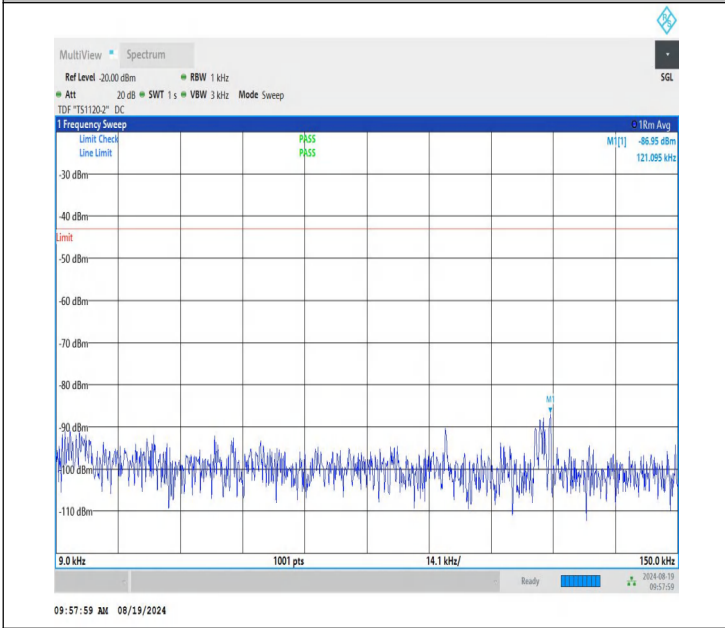 R&S
MultiView Spectrum
Ref Level -20.00 dBm RBW 1 kHz SGL
Att 20 dB SWT 1 s VBW 3 kHz Mode Sweep
TDF "TS1120-2" DC
1 Frequency Sweep 1Rm Avg
Limit Check PASS M1[1] -86.95 dBm
Line Limit PASS 121.095 kHz
-30 dBm
-40 dBm
Limit
-50 dBm
-60 dBm
-70 dBm
-80 dBm
M1
-90 dBm
-100 dBm
-110 dBm
9.0 kHz 1001 pts 14.1 kHz/ 150.0 kHz
Ready 2024-08-19
09:57:59
09:57:59 AM 08/19/2024